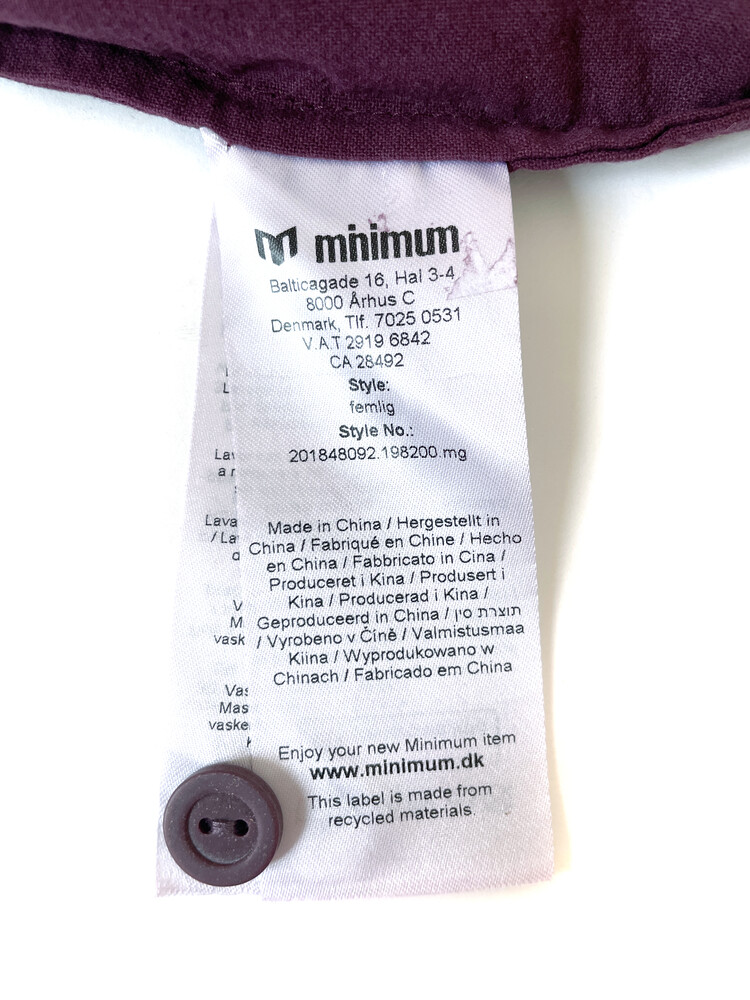 minimum
Balticagade 16, Hal 3-4
8000 Århus C
Denmark, Tlf. 7025 0531
V.A.T 2919 6842
CA 28492
Style:
femlig
Style No.:
201848092.198200.mg
Made in China / Hergestellt in
China / Fabriqué en Chine / Hecho
en China / Fabbricato in Cina /
Produceret i Kina / Produsert i
Kina / Producerad i Kina /
Geproduceerd in China / תוצרת סין
/ Vyrobeno v Číně / Valmistusmaa
Kiina / Wyprodukowano w
Chinach / Fabricado em China
Enjoy your new Minimum item
www.minimum.dk
This label is made from
recycled materials.